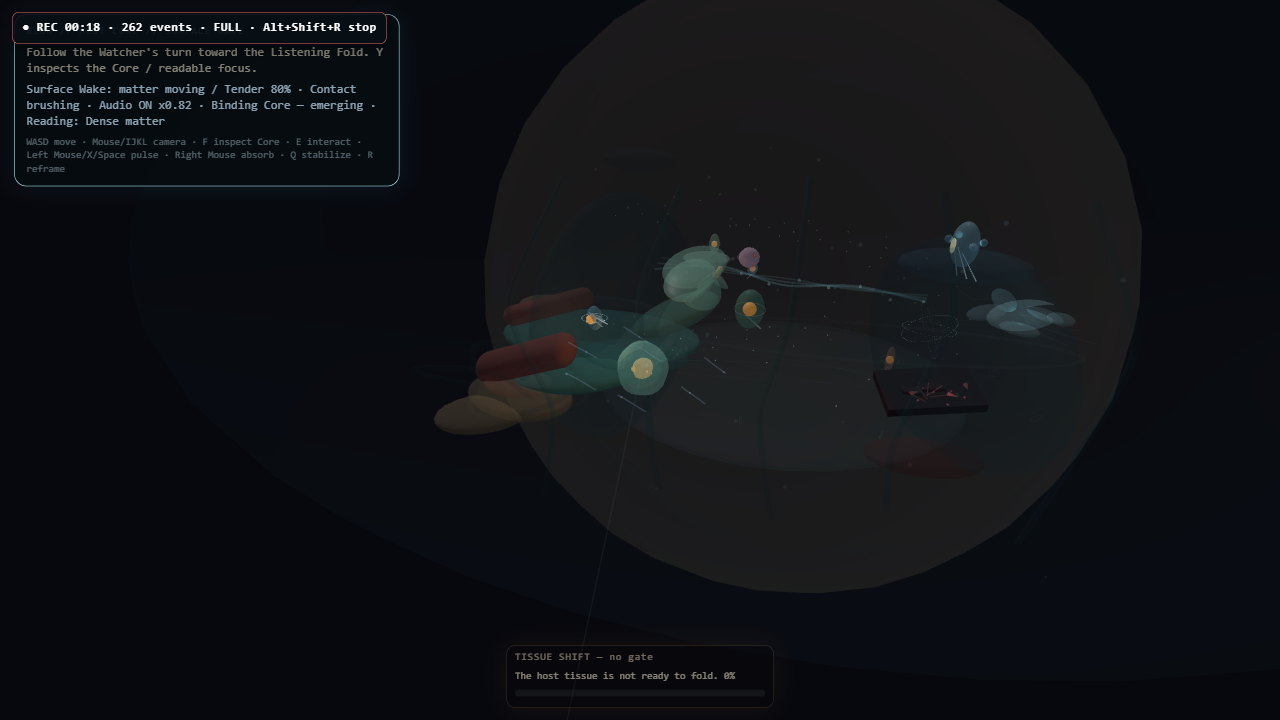 ● REC 00:18 · 262 events · FULL · Alt+Shift+R stop
Follow the Watcher's turn toward the Listening Fold. Y
inspects the Core / readable focus.
Surface Wake: matter moving / Tender 80% · Contact
brushing · Audio ON x0.82 · Binding Core — emerging ·
Reading: Dense matter
WASD move · Mouse/IJKL camera · F inspect Core · E interact ·
Left Mouse/X/Space pulse · Right Mouse absorb · Q stabilize · R
reframe
TISSUE SHIFT — no gate
The host tissue is not ready to fold. 0%